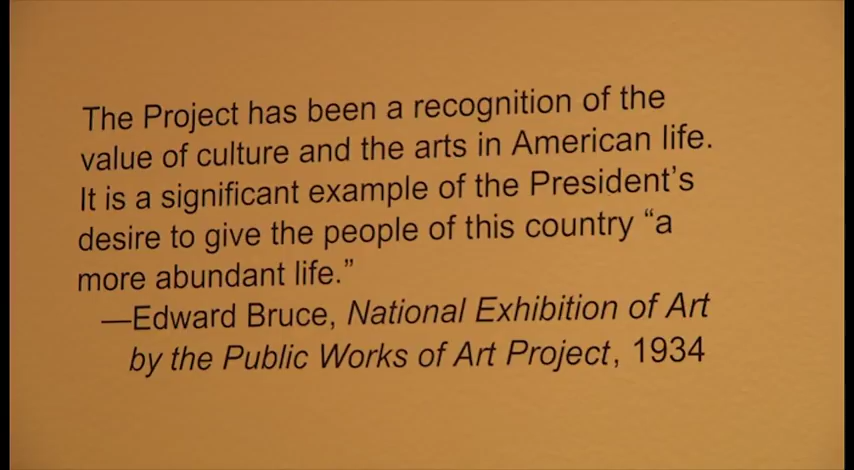 The Project has been a recognition of the
value of culture and the arts in American life.
It is a significant example of the President’s
desire to give the people of this country “a
more abundant life.”
—Edward Bruce, National Exhibition of Art
by the Public Works of Art Project, 1934